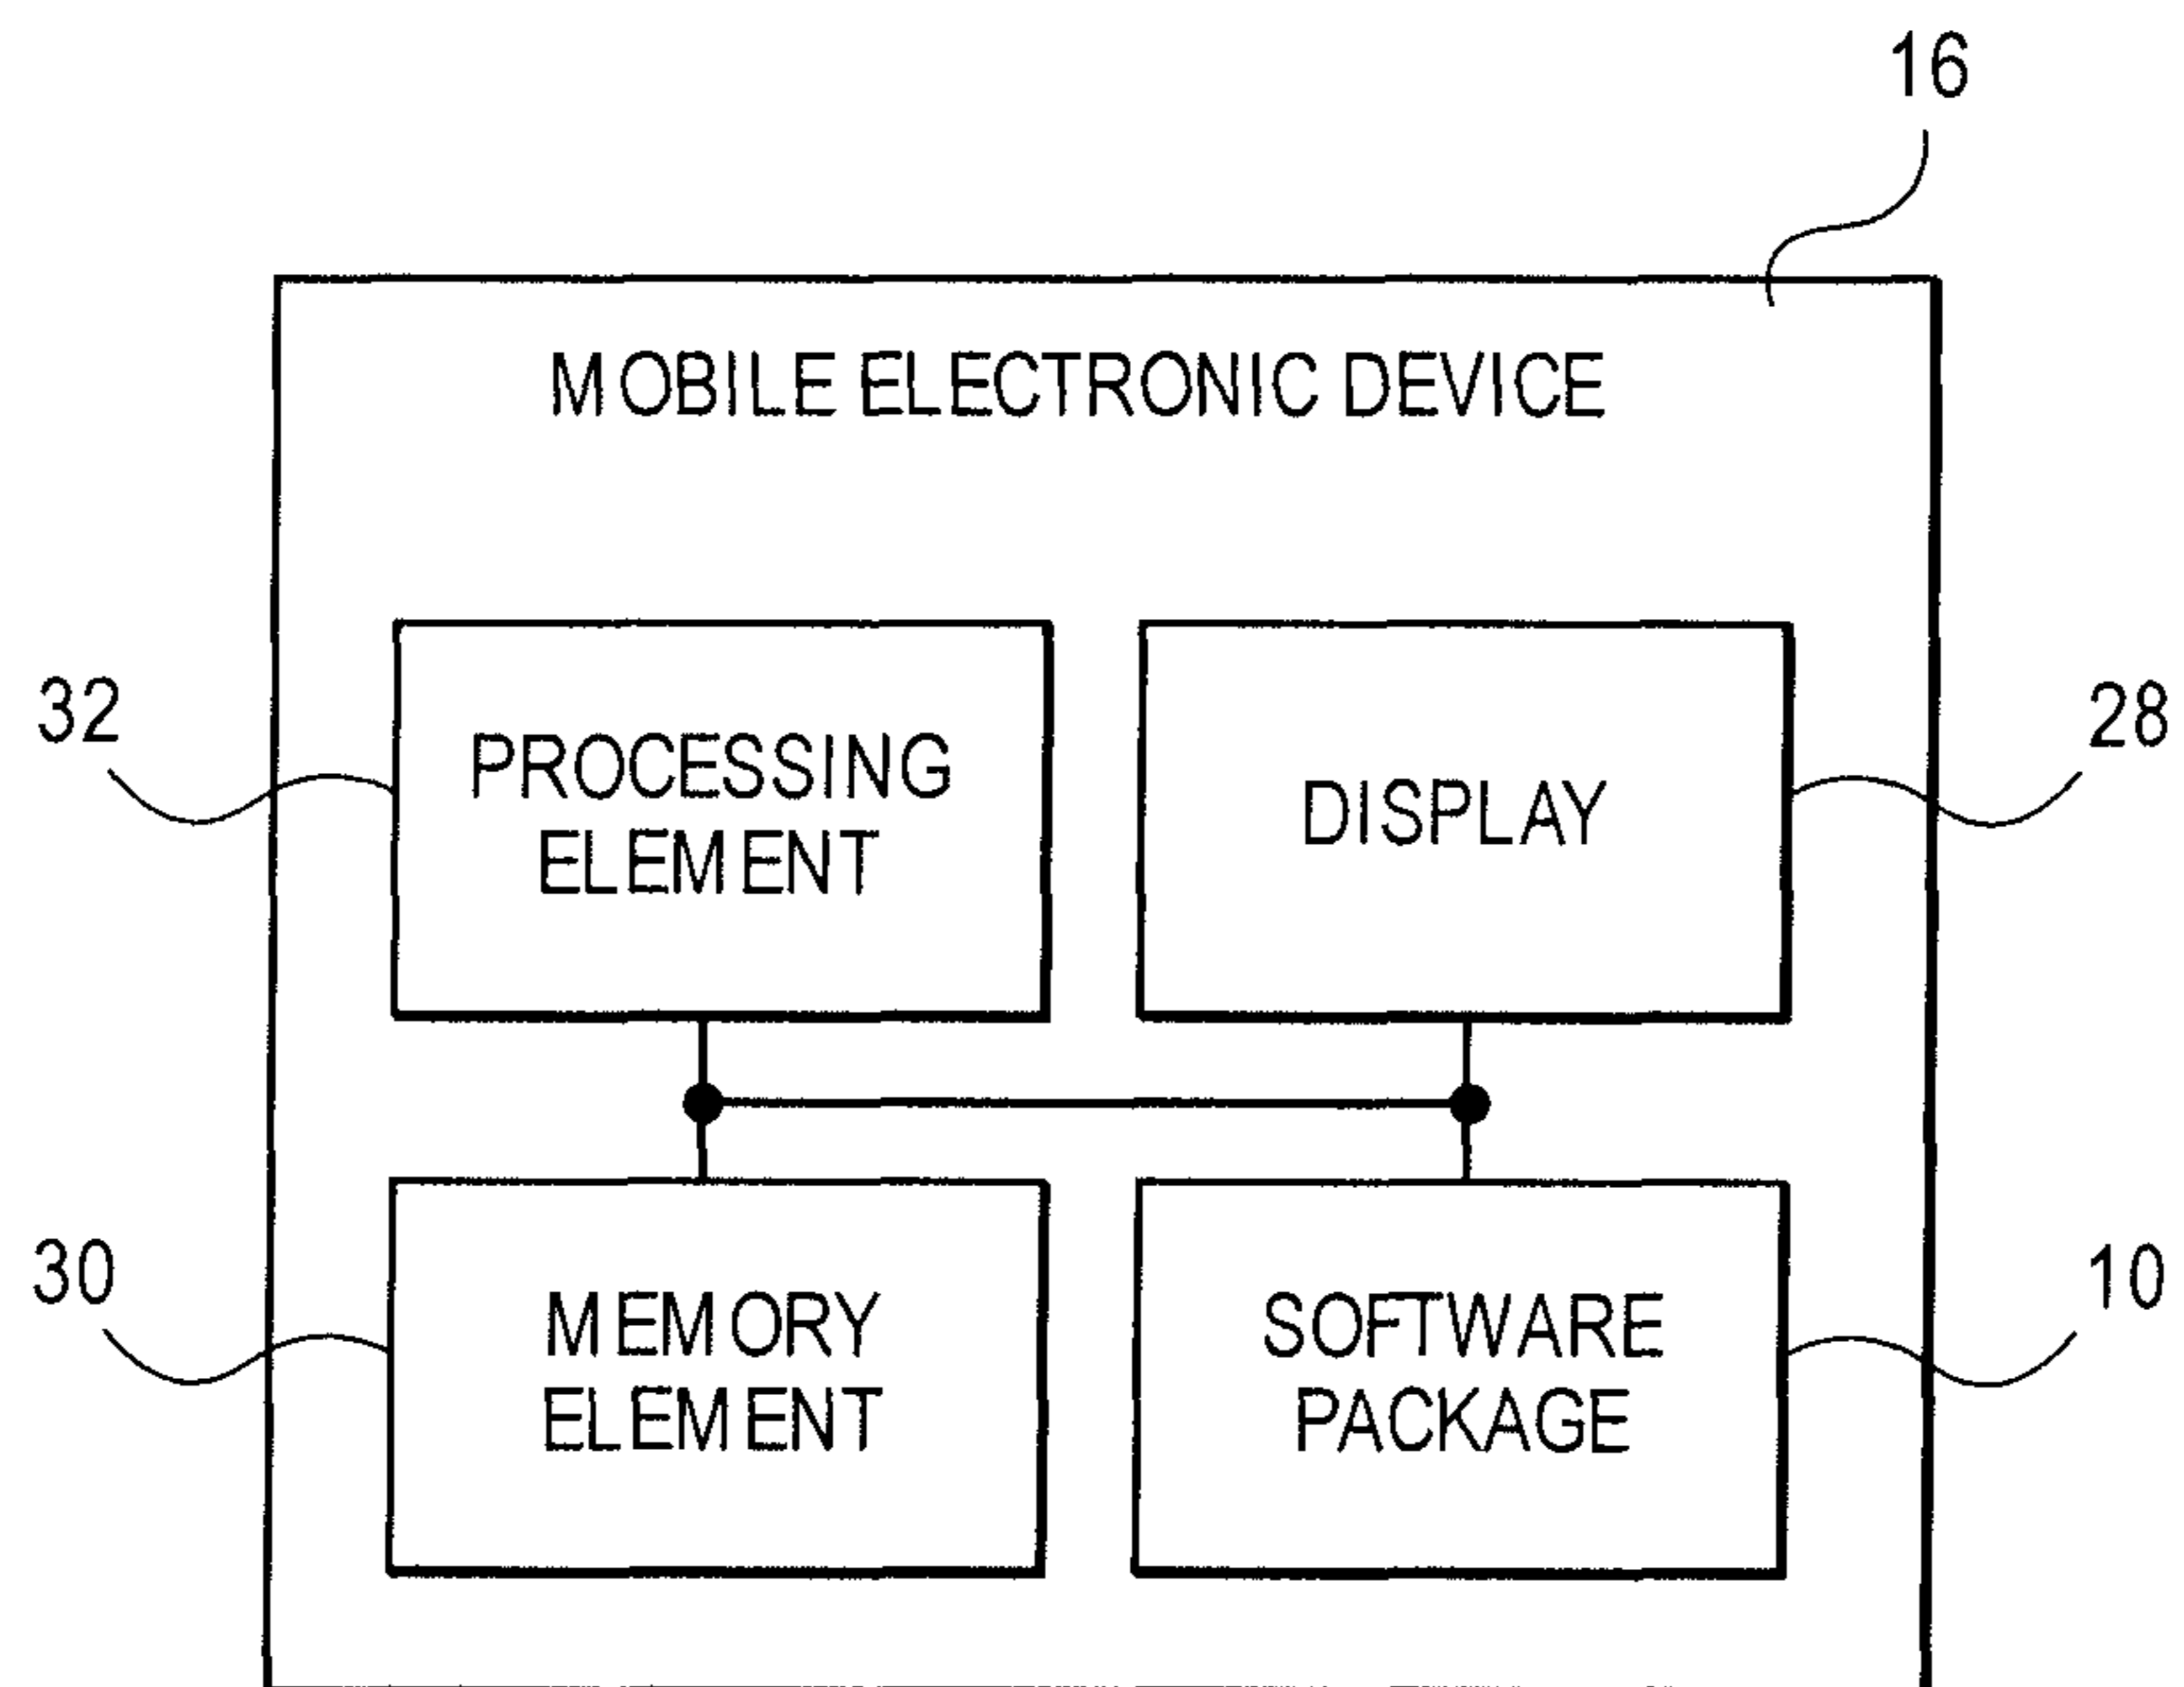 16
MOBILE ELECTRONIC DEVICE
32
PROCESSING
ELEMENT
DISPLAY
28
30
MEMORY
ELEMENT
SOFTWARE
PACKAGE
10